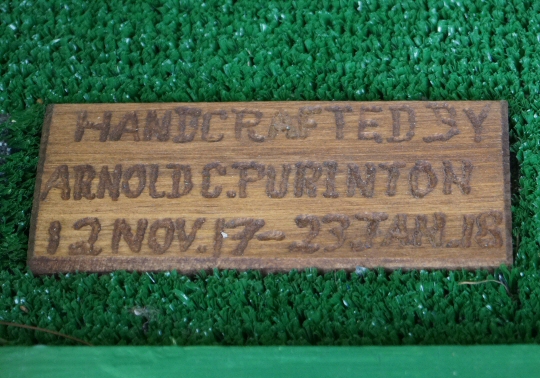 HANDCRAFTED BY
ARNOLD C. PURINTON
12 NOV. 17 - 23 JAN. 18